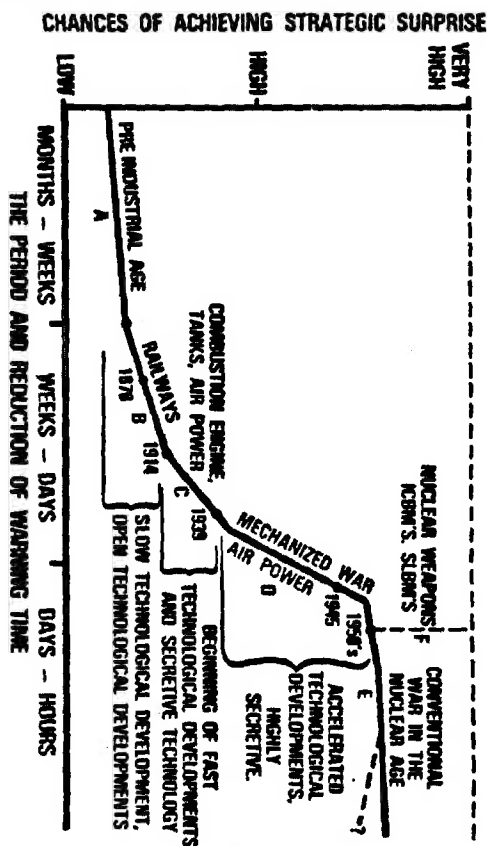 CHANCES OF ACHIEVING STRATEGIC SURPRISE
VERY
HIGH
HIGH
LOW
NUCLEAR WEAPONS
ICBM'S. SLBM'S
F
CONVENTIONAL
WAR IN THE
NUCLEAR AGE
E
?
1950's
1945
MECHANIZED WAR
AIR POWER
D
ACCELERATED
TECHNOLOGICAL
DEVELOPMENTS,
HIGHLY
SECRETIVE.
COMBUSTION ENGINE,
TANKS, AIR POWER
1939
C
BEGINNING OF FAST
TECHNOLOGICAL DEVELOPMENTS
AND SECRETIVE TECHNOLOGY
RAILWAYS
1914
B
1870
SLOW TECHNOLOGICAL DEVELOPMENT,
OPEN TECHNOLOGICAL DEVELOPMENTS
PRE INDUSTRIAL AGE
A
MONTHS - WEEKS
WEEKS - DAYS
DAYS - HOURS
THE PERIOD AND REDUCTION OF WARNING TIME